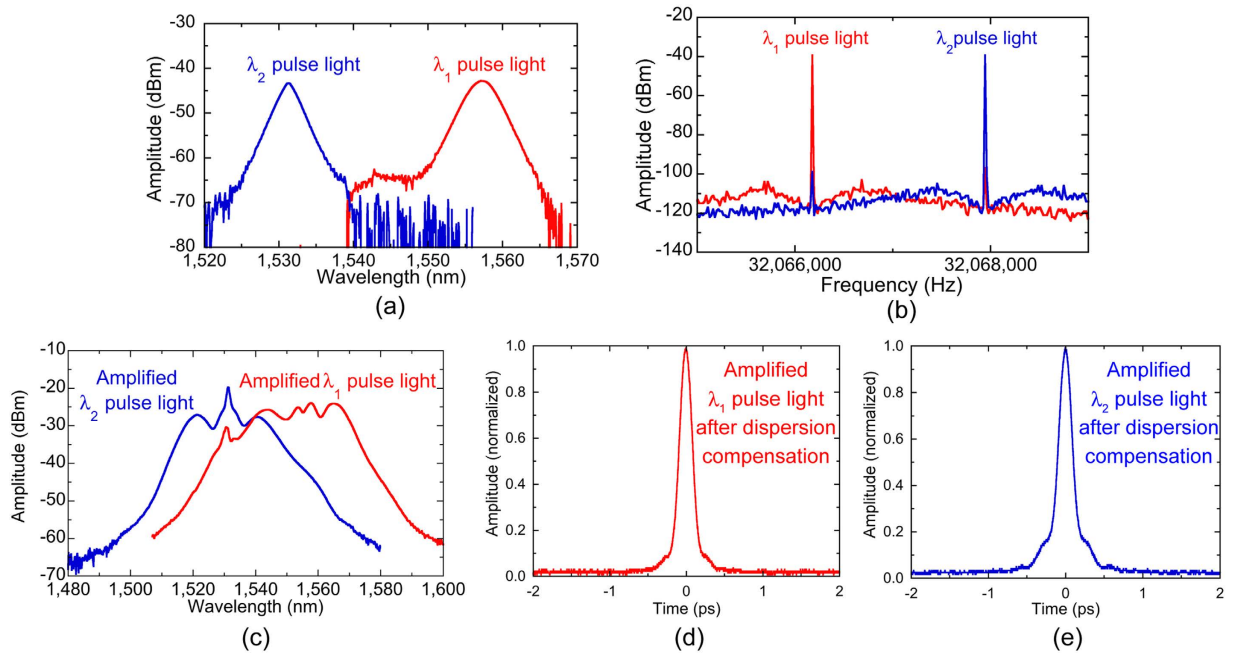 -30
-40
-50
-60
-70
-80
Amplitude (dBm)
λ2 pulse light
λ1 pulse light
1,520
1,530
1,540
1,550
1,560
1,570
Wavelength (nm)
(a)
-20
-40
-60
-80
-100
-120
-140
Amplitude (dBm)
λ1 pulse light
λ2pulse light
32,066,000
32,068,000
Frequency (Hz)
(b)
-10
-20
-30
-40
-50
-60
-70
Amplitude (dBm)
Amplified
λ2 pulse light
Amplified λ1 pulse light
1,480
1,500
1,520
1,540
1,560
1,580
1,600
Wavelength (nm)
(c)
1.0
0.8
0.6
0.4
0.2
0.0
Amplitude (normalized)
Amplified
λ1 pulse light
after dispersion
compensation
-2
-1
0
1
2
Time (ps)
(d)
1.0
0.8
0.6
0.4
0.2
0.0
Amplitude (normalized)
Amplified
λ2 pulse light
after dispersion
compensation
-2
-1
0
1
2
Time (ps)
(e)